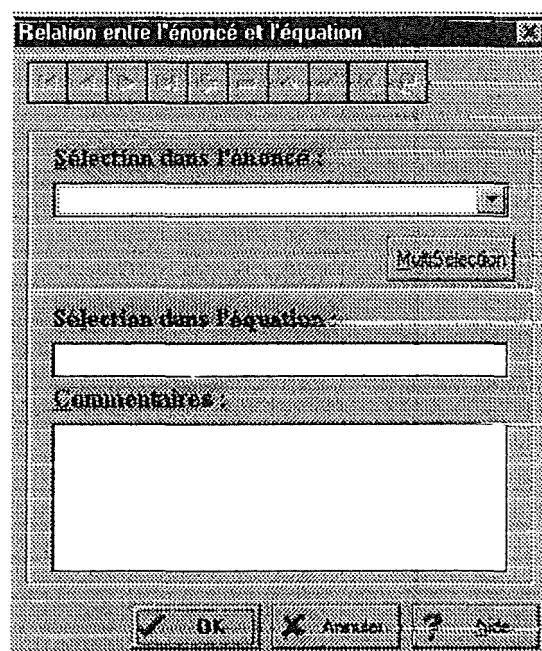 Relation entre l'énoncé et l'équation
Sélection dans l'énoncé :
MultiSélection
Sélection dans l'équation :
Commentaires :
OK Annuler Aide